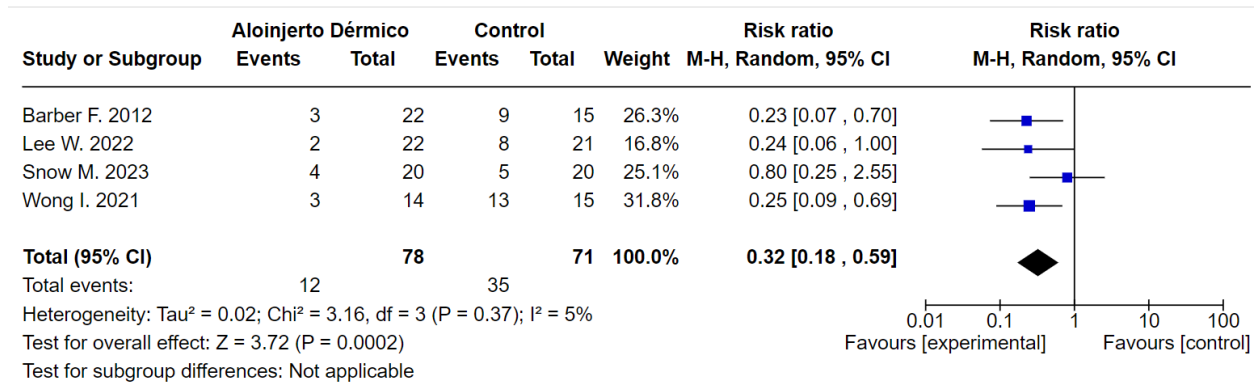 Aloinjerto Dérmico Control Risk ratio Risk ratio
Study or Subgroup Events Total Events Total Weight M-H, Random, 95% CI M-H, Random, 95% CI
Barber F. 2012 3 22 9 15 26.3% 0.23 [0.07 , 0.70]
Lee W. 2022 2 22 8 21 16.8% 0.24 [0.06 , 1.00]
Snow M. 2023 4 20 5 20 25.1% 0.80 [0.25 , 2.55]
Wong I. 2021 3 14 13 15 31.8% 0.25 [0.09 , 0.69]
Total (95% CI) 78 71 100.0% 0.32 [0.18 , 0.59]
Total events: 12 35
Heterogeneity: Tau² = 0.02; Chi² = 3.16, df = 3 (P = 0.37); I² = 5%
Test for overall effect: Z = 3.72 (P = 0.0002)
Test for subgroup differences: Not applicable
0.01 0.1 1 10 100
Favours [experimental] Favours [control]